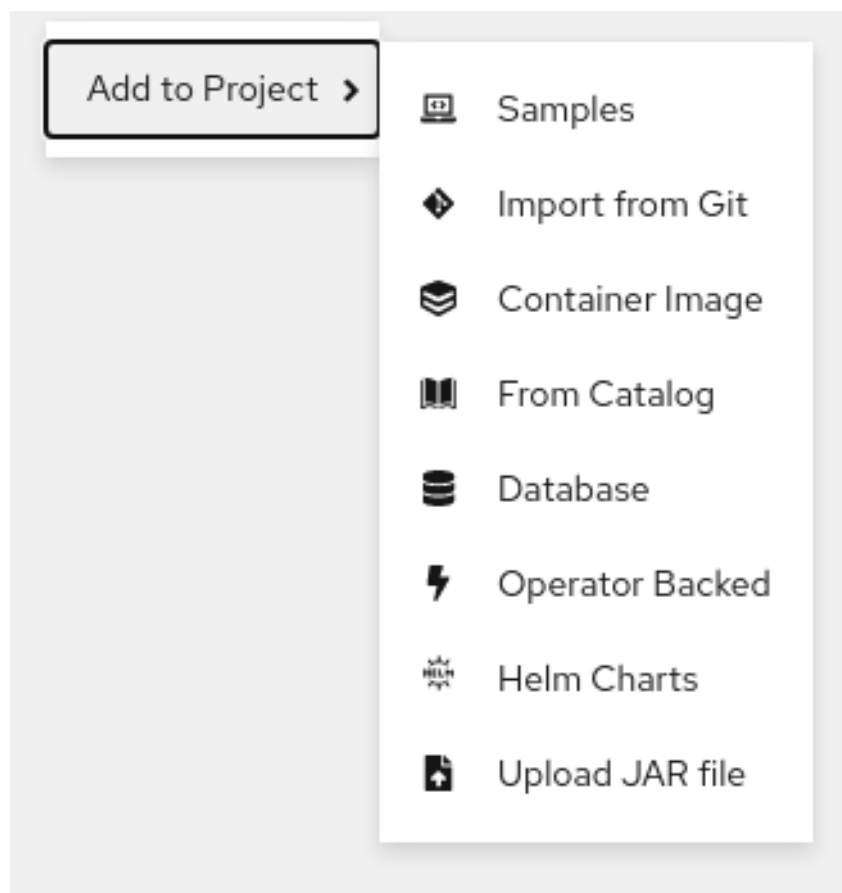 Add to Project
Samples
Import from Git
Container Image
From Catalog
Database
Operator Backed
HELM
Helm Charts
Upload JAR file